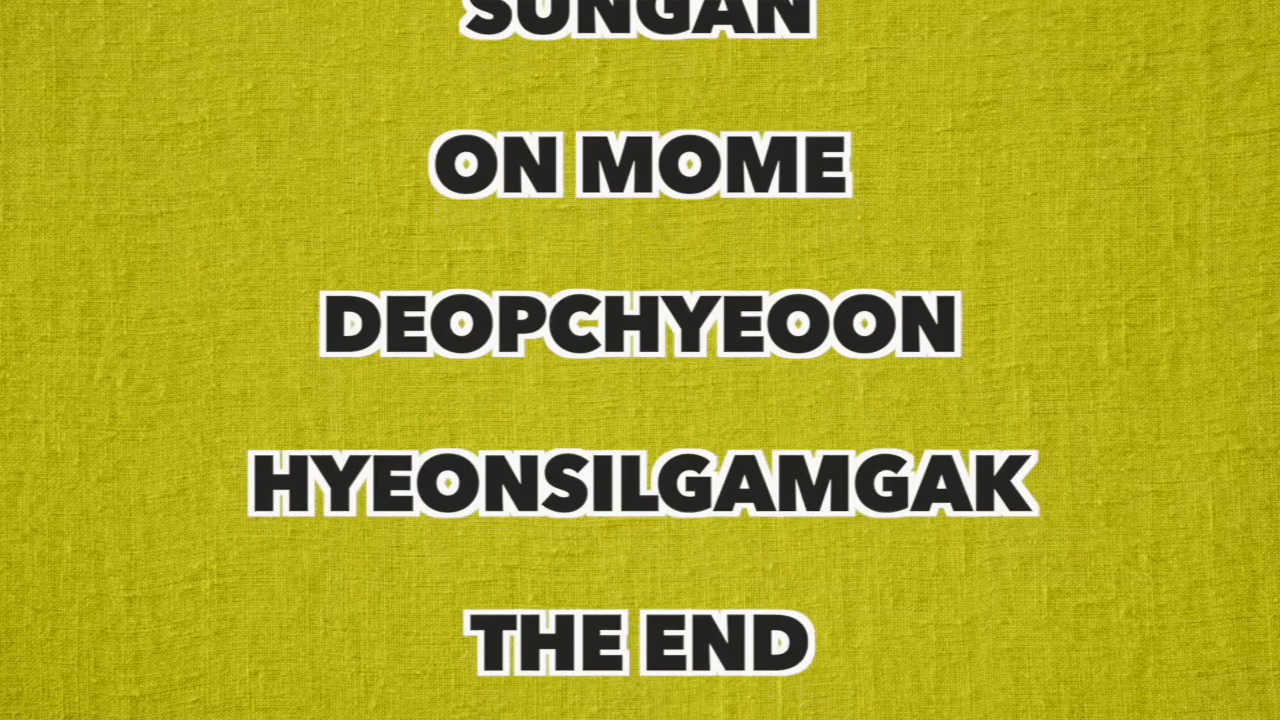 SUNGAN
ON MOME
DEOPCHYEOON
HYEONSILGAMGAK
THE END